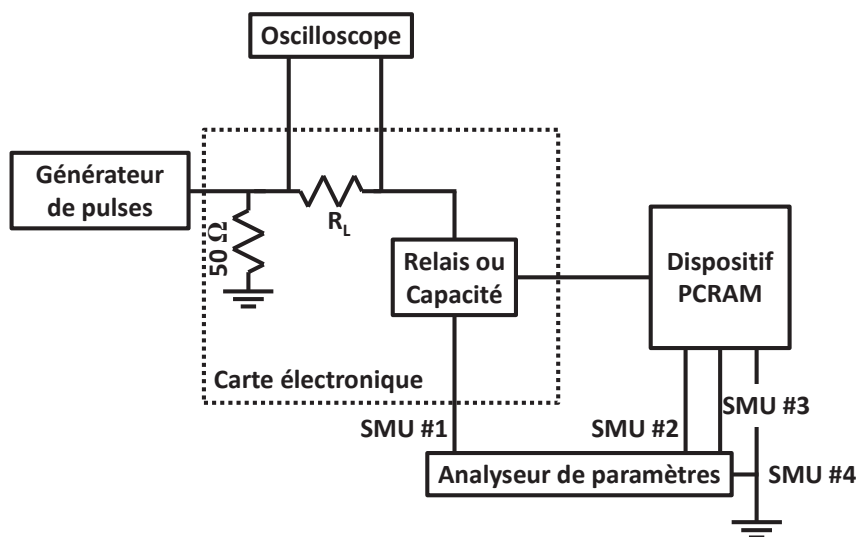 Oscilloscope
Générateur
de pulses
50 Ω
R_L
Relais ou
Capacité
Dispositif
PCRAM
Carte électronique
SMU #1
SMU #2
SMU #3
Analyseur de paramètres
SMU #4